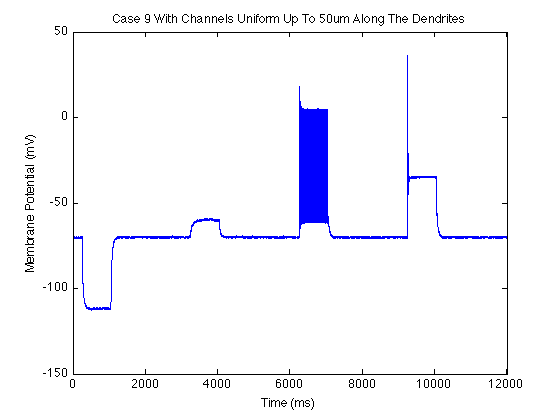 Case 9 With Channels Uniform Up To 50um Along The Dendrites
50
0
-50
-100
-150
Membrane Potential (mV)
0 2000 4000 6000 8000 10000 12000
Time (ms)